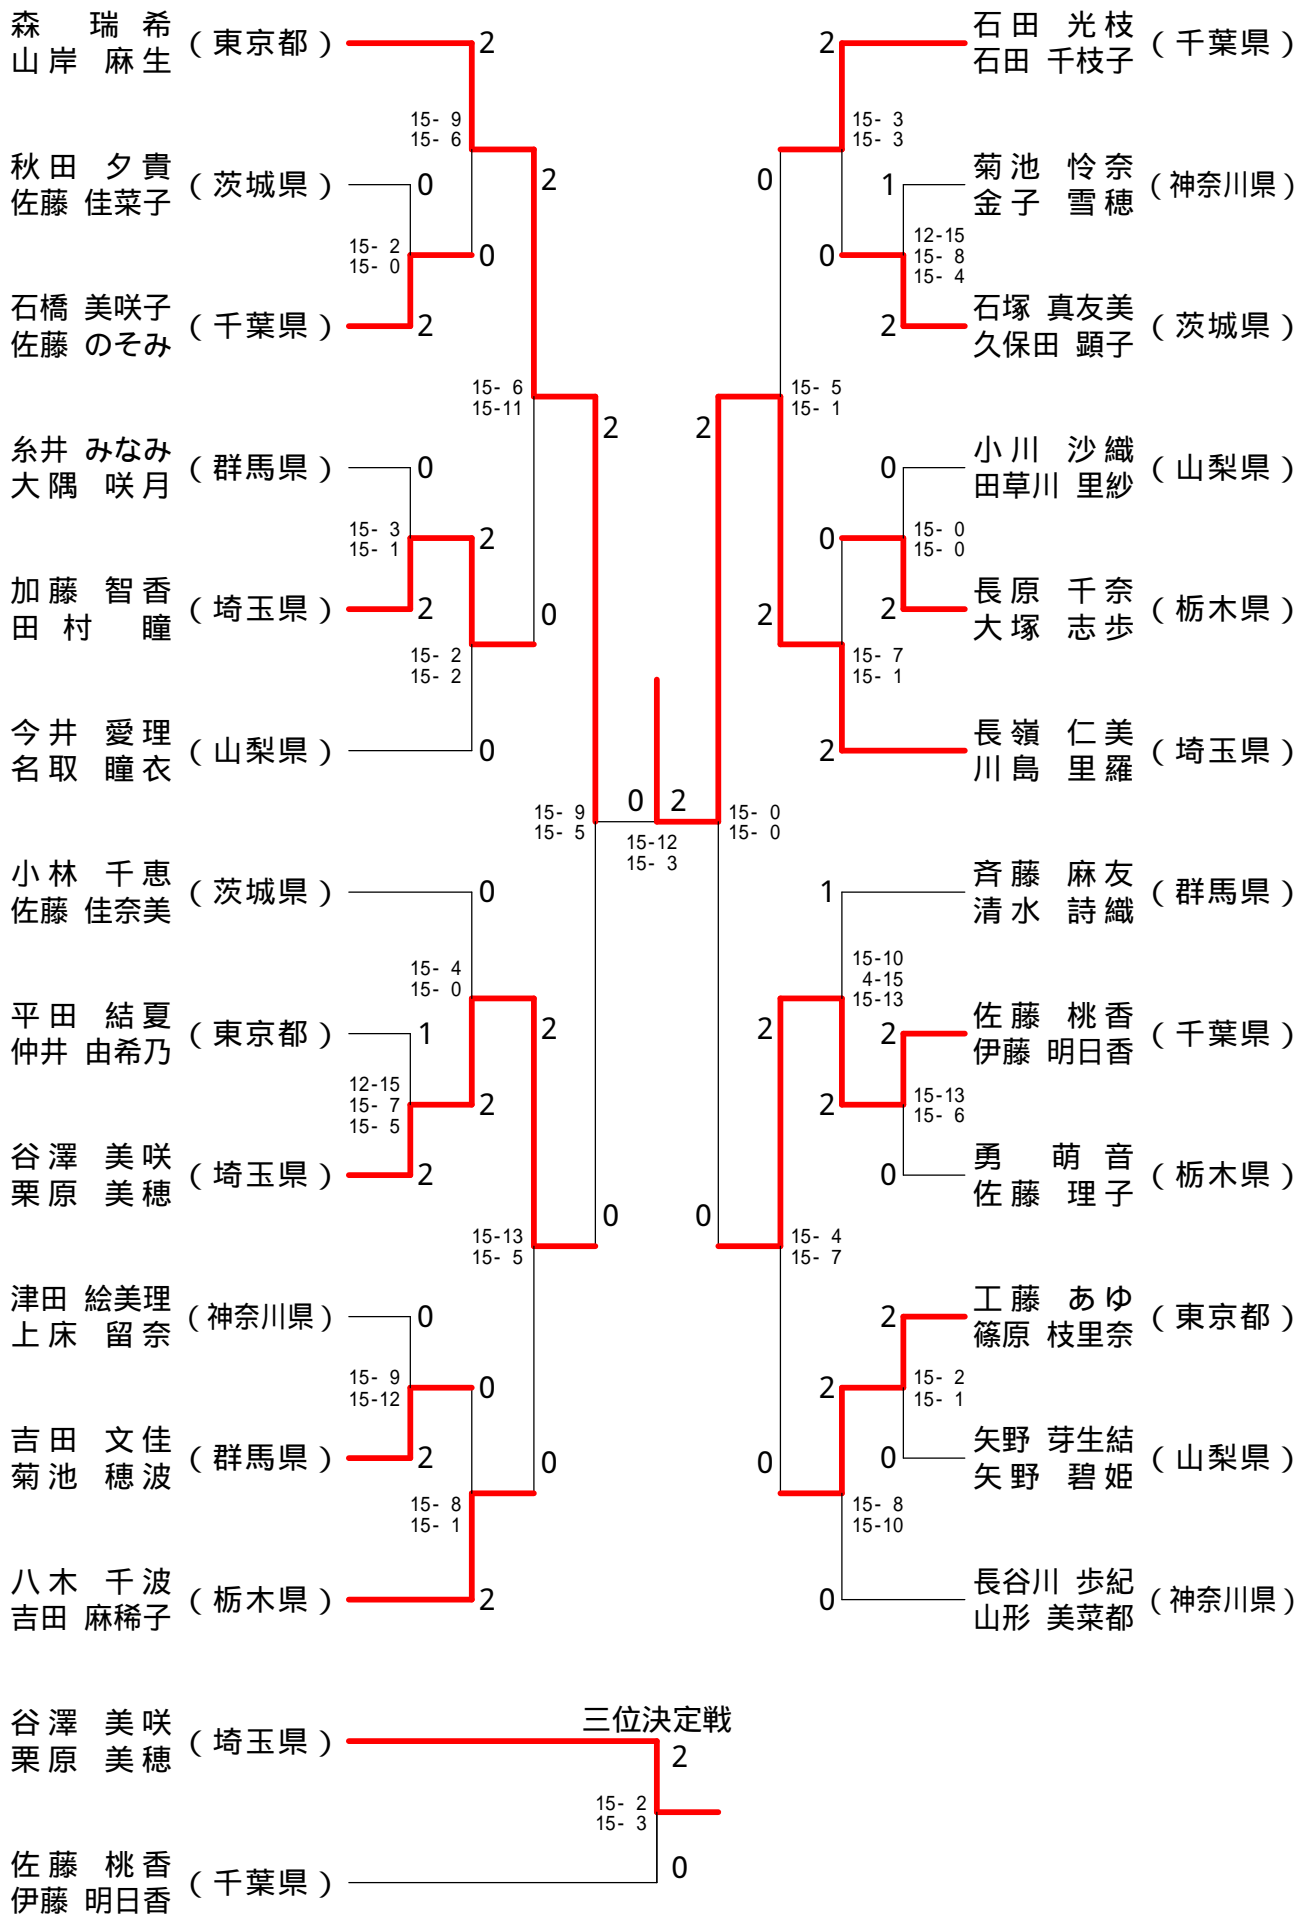 森 瑞希
山岸 麻生
(東京都)
2
15- 9
15- 6
秋田 夕貴
佐藤 佳菜子
(茨城県)
0
2
15- 2
15- 0
0
石橋 美咲子
佐藤 のそみ
(千葉県)
2
15- 6
15-11
2
糸井 みなみ
大隅 咲月
(群馬県)
0
15- 3
15- 1
2
加藤 智香
田村 瞳
(埼玉県)
2
0
15- 2
15- 2
今井 愛理
名取 瞳衣
(山梨県)
0
15- 9
15- 5
0
2
15-12
15- 3
小林 千恵
佐藤 佳奈美
(茨城県)
0
15- 4
15- 0
平田 結夏
仲井 由希乃
(東京都)
1
2
12-15
15- 7
15- 5
2
谷澤 美咲
栗原 美穂
(埼玉県)
2
0
15-13
15- 5
津田 絵美理
上床 留奈
(神奈川県)
0
15- 9
15-12
0
吉田 文佳
菊池 穂波
(群馬県)
2
0
15- 8
15- 1
八木 千波
吉田 麻稀子
(栃木県)
2
2
石田 光枝
石田 千枝子
(千葉県)
15- 3
15- 3
0
1
菊池 怜奈
金子 雪穂
(神奈川県)
12-15
15- 8
15- 4
0
2
石塚 真友美
久保田 顕子
(茨城県)
15- 5
15- 1
2
0
小川 沙織
田草川 里紗
(山梨県)
0
15- 0
15- 0
2
2
長原 千奈
大塚 志歩
(栃木県)
15- 7
15- 1
2
長嶺 仁美
川島 里羅
(埼玉県)
15- 0
15- 0
1
斉藤 麻友
清水 詩織
(群馬県)
15-10
4-15
15-13
2
2
佐藤 桃香
伊藤 明日香
(千葉県)
2
15-13
15- 6
0
勇 萌音
佐藤 理子
(栃木県)
0
15- 4
15- 7
2
工藤 あゆ
篠原 枝里奈
(東京都)
2
15- 2
15- 1
0
0
矢野 芽生結
矢野 碧姫
(山梨県)
15- 8
15-10
0
長谷川 歩紀
山形 美菜都
(神奈川県)
三位決定戦
谷澤 美咲
栗原 美穂
(埼玉県)
2
15- 2
15- 3
佐藤 桃香
伊藤 明日香
(千葉県)
0